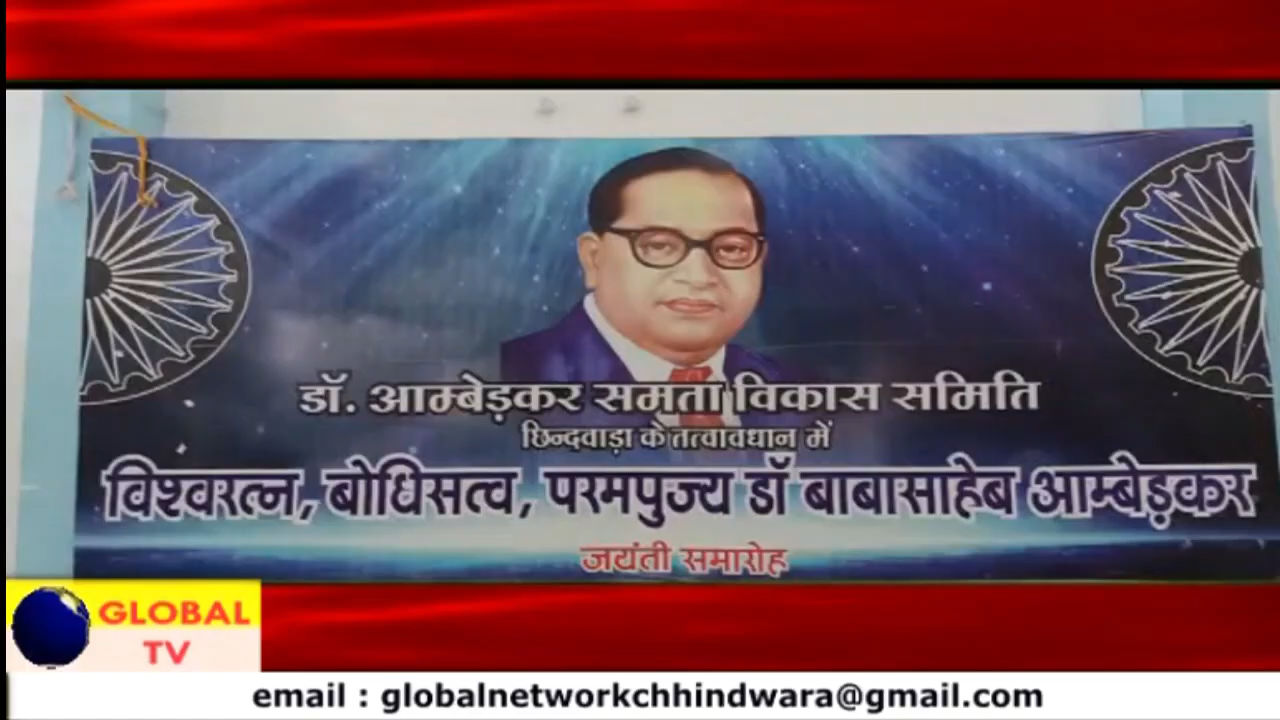 डॉ. आम्बेड़कर समता विकास समिति
छिन्दवाड़ा के तत्वावधान में
विश्वरत्न, बोधिसत्व, परमपुज्य डॉ बाबासाहेब आम्बेड़कर
जयंती समारोह
GLOBAL
TV
email : globalnetworkchhindwara@gmail.com